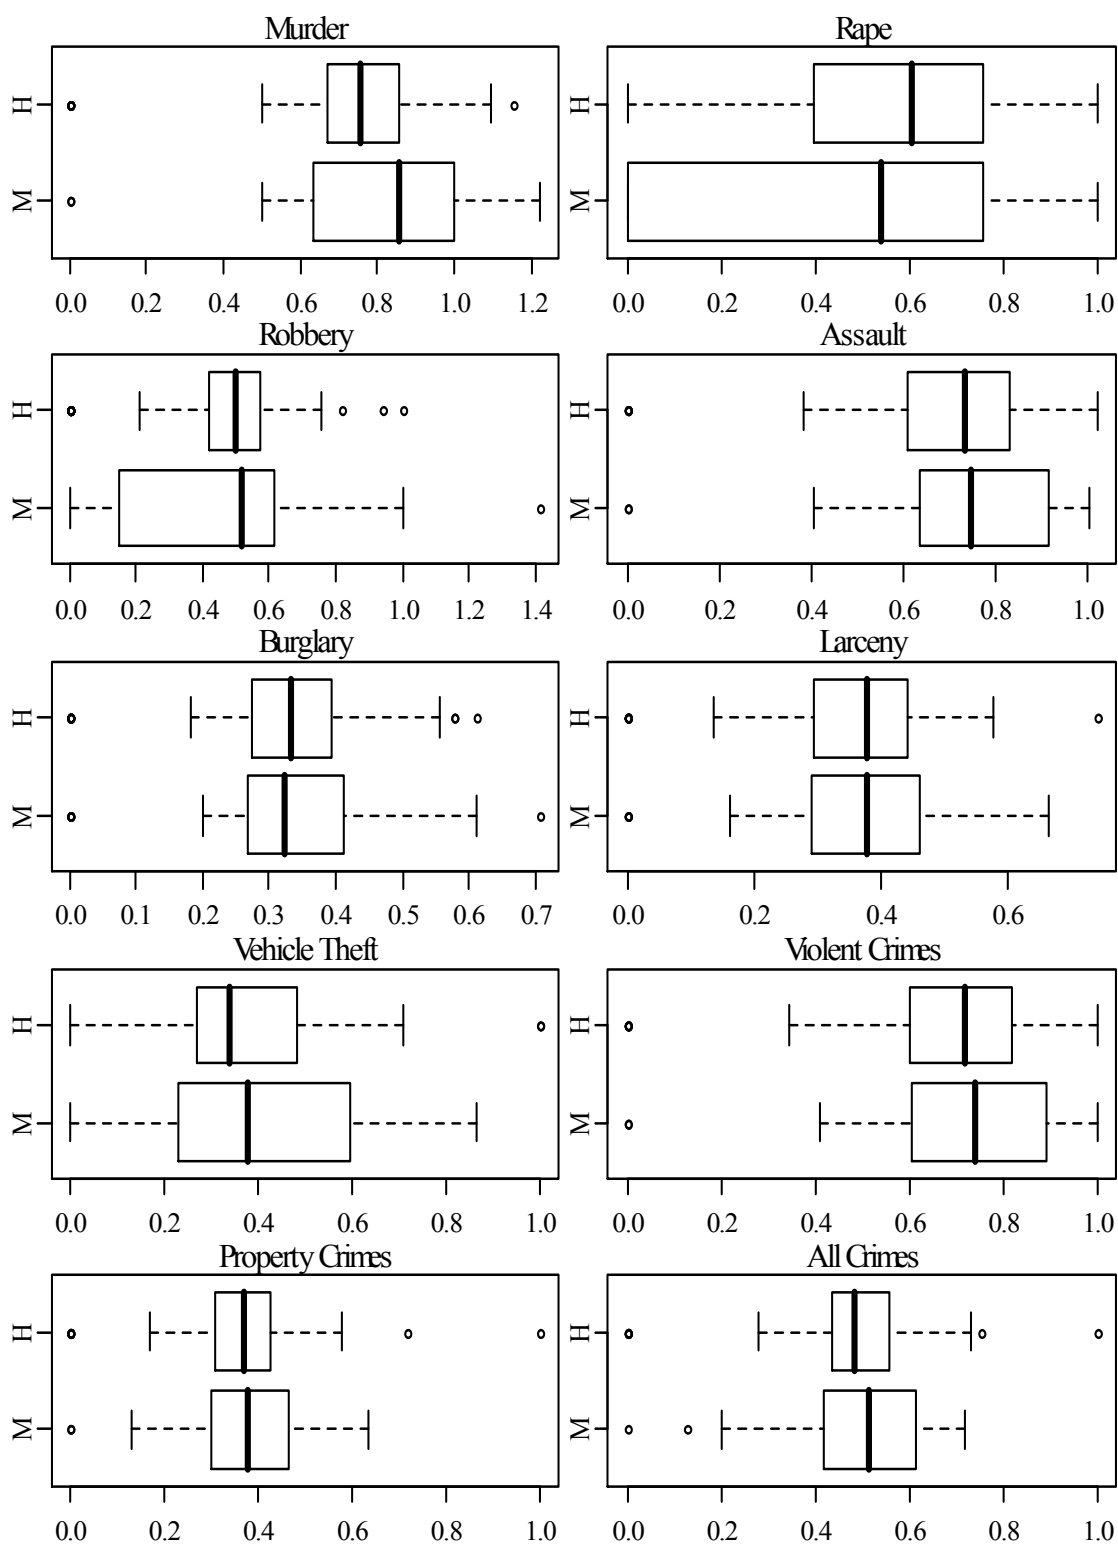 Murder
Rape
H
M
H
M
0.0 0.2 0.4 0.6 0.8 1.0 1.2
0.0 0.2 0.4 0.6 0.8 1.0
Robbery
Assault
H
M
H
M
0.0 0.2 0.4 0.6 0.8 1.0 1.2 1.4
0.0 0.2 0.4 0.6 0.8 1.0
Burglary
Larceny
H
M
H
M
0.0 0.1 0.2 0.3 0.4 0.5 0.6 0.7
0.0 0.2 0.4 0.6
Vehicle Theft
Violent Crimes
H
M
H
M
0.0 0.2 0.4 0.6 0.8 1.0
0.0 0.2 0.4 0.6 0.8 1.0
Property Crimes
All Crimes
H
M
H
M
0.0 0.2 0.4 0.6 0.8 1.0
0.0 0.2 0.4 0.6 0.8 1.0